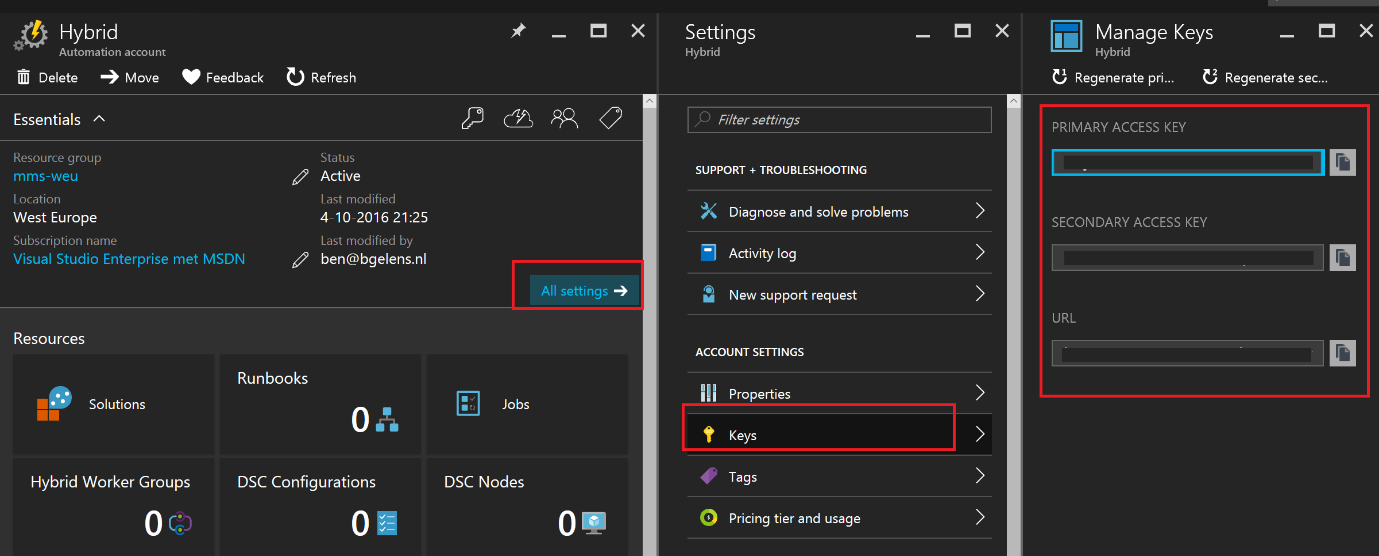 Hybrid
Automation account
Delete
Move
Feedback
Refresh
Essentials
Resource group
mms-weu
Status
Active
Location
West Europe
Last modified
4-10-2016 21:25
Subscription name
Visual Studio Enterprise met MSDN
Last modified by
ben@bgelens.nl
All settings
Resources
Solutions
Runbooks
0
Jobs
Hybrid Worker Groups
0
DSC Configurations
0
DSC Nodes
0
Settings
Hybrid
Filter settings
SUPPORT + TROUBLESHOOTING
Diagnose and solve problems
Activity log
New support request
ACCOUNT SETTINGS
Properties
Keys
Tags
Pricing tier and usage
Manage Keys
Hybrid
1 Regenerate pri...
2 Regenerate sec...
PRIMARY ACCESS KEY
SECONDARY ACCESS KEY
URL